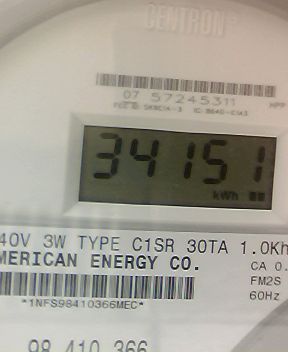 CENTRON®
07 57245311
34151
kWh
40V 3W TYPE C1SR 30TA 1.0Kh
MERICAN ENERGY CO.
CA 0.
FM2S
60Hz
*1NFS98410366MEC*
98 410 366